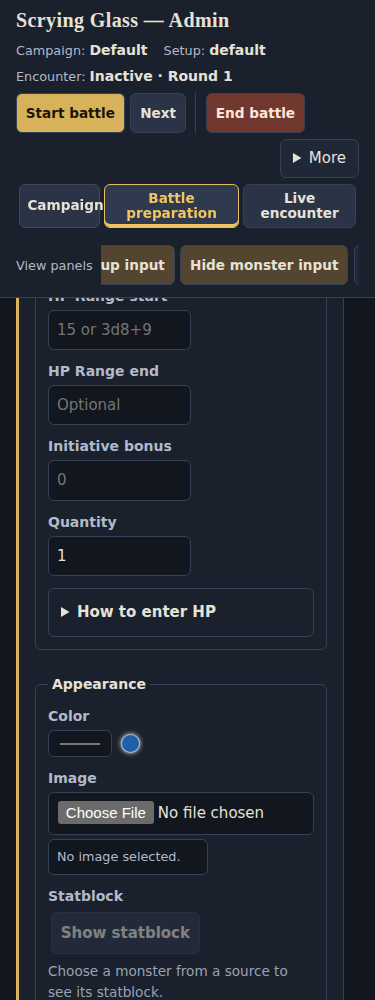 Scrying Glass — Admin
Campaign: Default Setup: default
Encounter: Inactive · Round 1
Start battle Next End battle
▶ More
Campaign Battle preparation Live encounter
View panels up input Hide monster input
HP Range start
15 or 3d8+9
HP Range end
Optional
Initiative bonus
0
Quantity
1
▶ How to enter HP
Appearance
Color
Image
Choose File No file chosen
No image selected.
Statblock
Show statblock
Choose a monster from a source to
see its statblock.